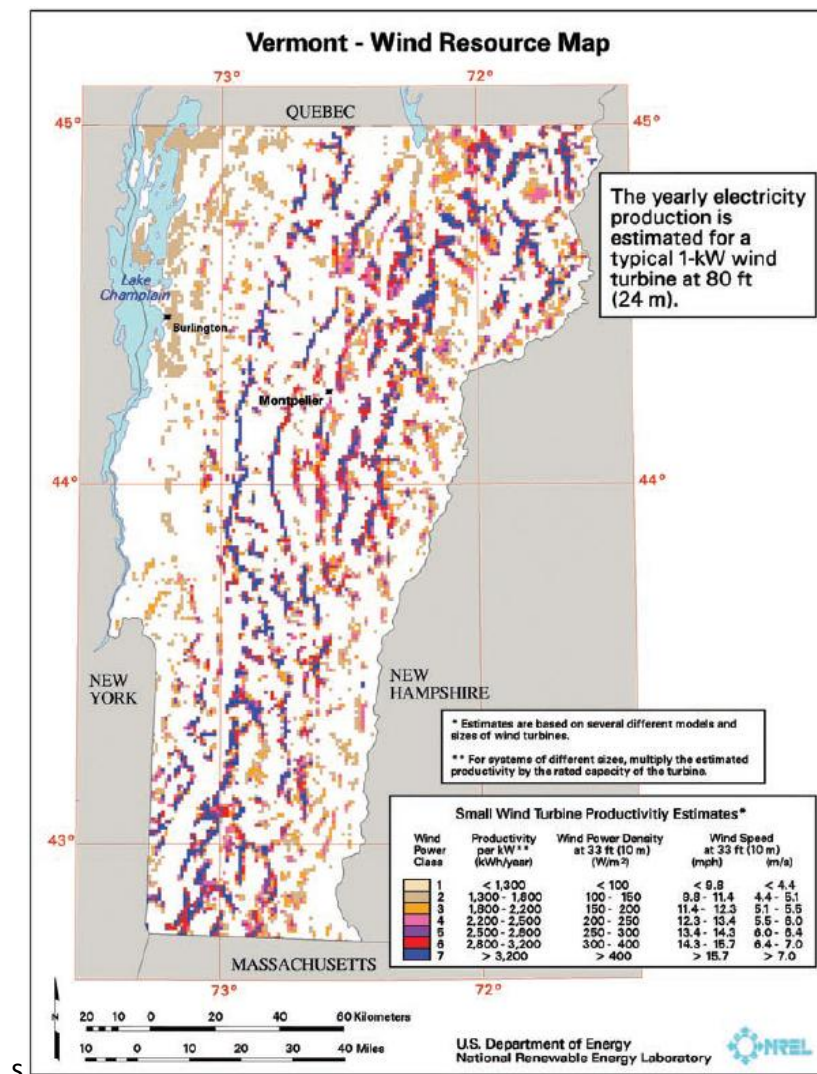 Vermont - Wind Resource Map
73°
72°
QUEBEC
45°
45°
The yearly electricity
production is
estimated for a
typical 1-kW wind
turbine at 80 ft
(24 m).
Lake
Champlain
Burlington
Montpelier
44°
44°
NEW
YORK
NEW
HAMPSHIRE
* Estimates are based on several different models and
sizes of wind turbines.
** For systems of different sizes, multiply the estimated
productivity by the rated capacity of the turbine.
43°
Small Wind Turbine Productivitiy Estimates*
Wind Power Class Productivity per kW** (kWh/year) Wind Power Density at 33 ft (10 m) (W/m²) Wind Speed at 33 ft (10 m) (mph) (m/s)
1 < 1,300 < 100 < 9.8 < 4.4
2 1,300 - 1,800 100 - 150 9.8 - 11.4 4.4 - 5.1
3 1,800 - 2,200 150 - 200 11.4 - 12.3 5.1 - 5.5
4 2,200 - 2,500 200 - 250 12.3 - 13.4 5.5 - 6.0
5 2,500 - 2,800 250 - 300 13.4 - 14.3 6.0 - 6.4
6 2,800 - 3,200 300 - 400 14.3 - 15.7 6.4 - 7.0
7 > 3,200 > 400 > 15.7 > 7.0
MASSACHUSETTS
73°
72°
N
20 10 0 20 40 60 Kilometers
10 0 10 20 30 40 Miles
U.S. Department of Energy
National Renewable Energy Laboratory
NREL
s